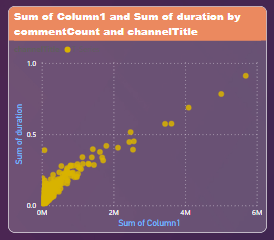 Sum of Column1 and Sum of duration by
commentCount and channelTitle
1.0
0.5
0.0
Sum of duration
0M 2M 4M 6M
Sum of Column1